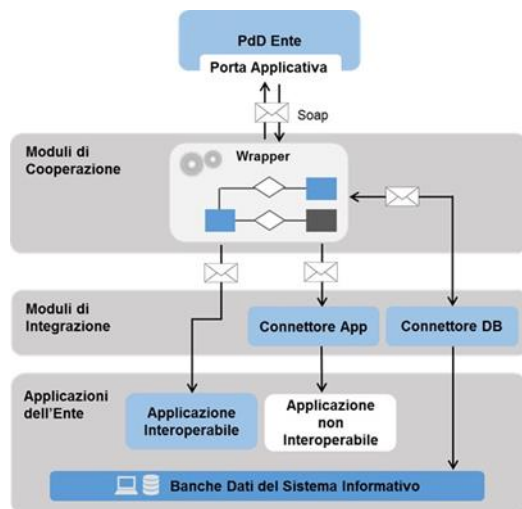 PdD Ente
Porta Applicativa
Soap
Moduli di
Cooperazione
Wrapper
Moduli di
Integrazione
Connettore App
Connettore DB
Applicazioni
dell'Ente
Applicazione
Interoperabile
Applicazione
non
Interoperabile
Banche Dati del Sistema Informativo